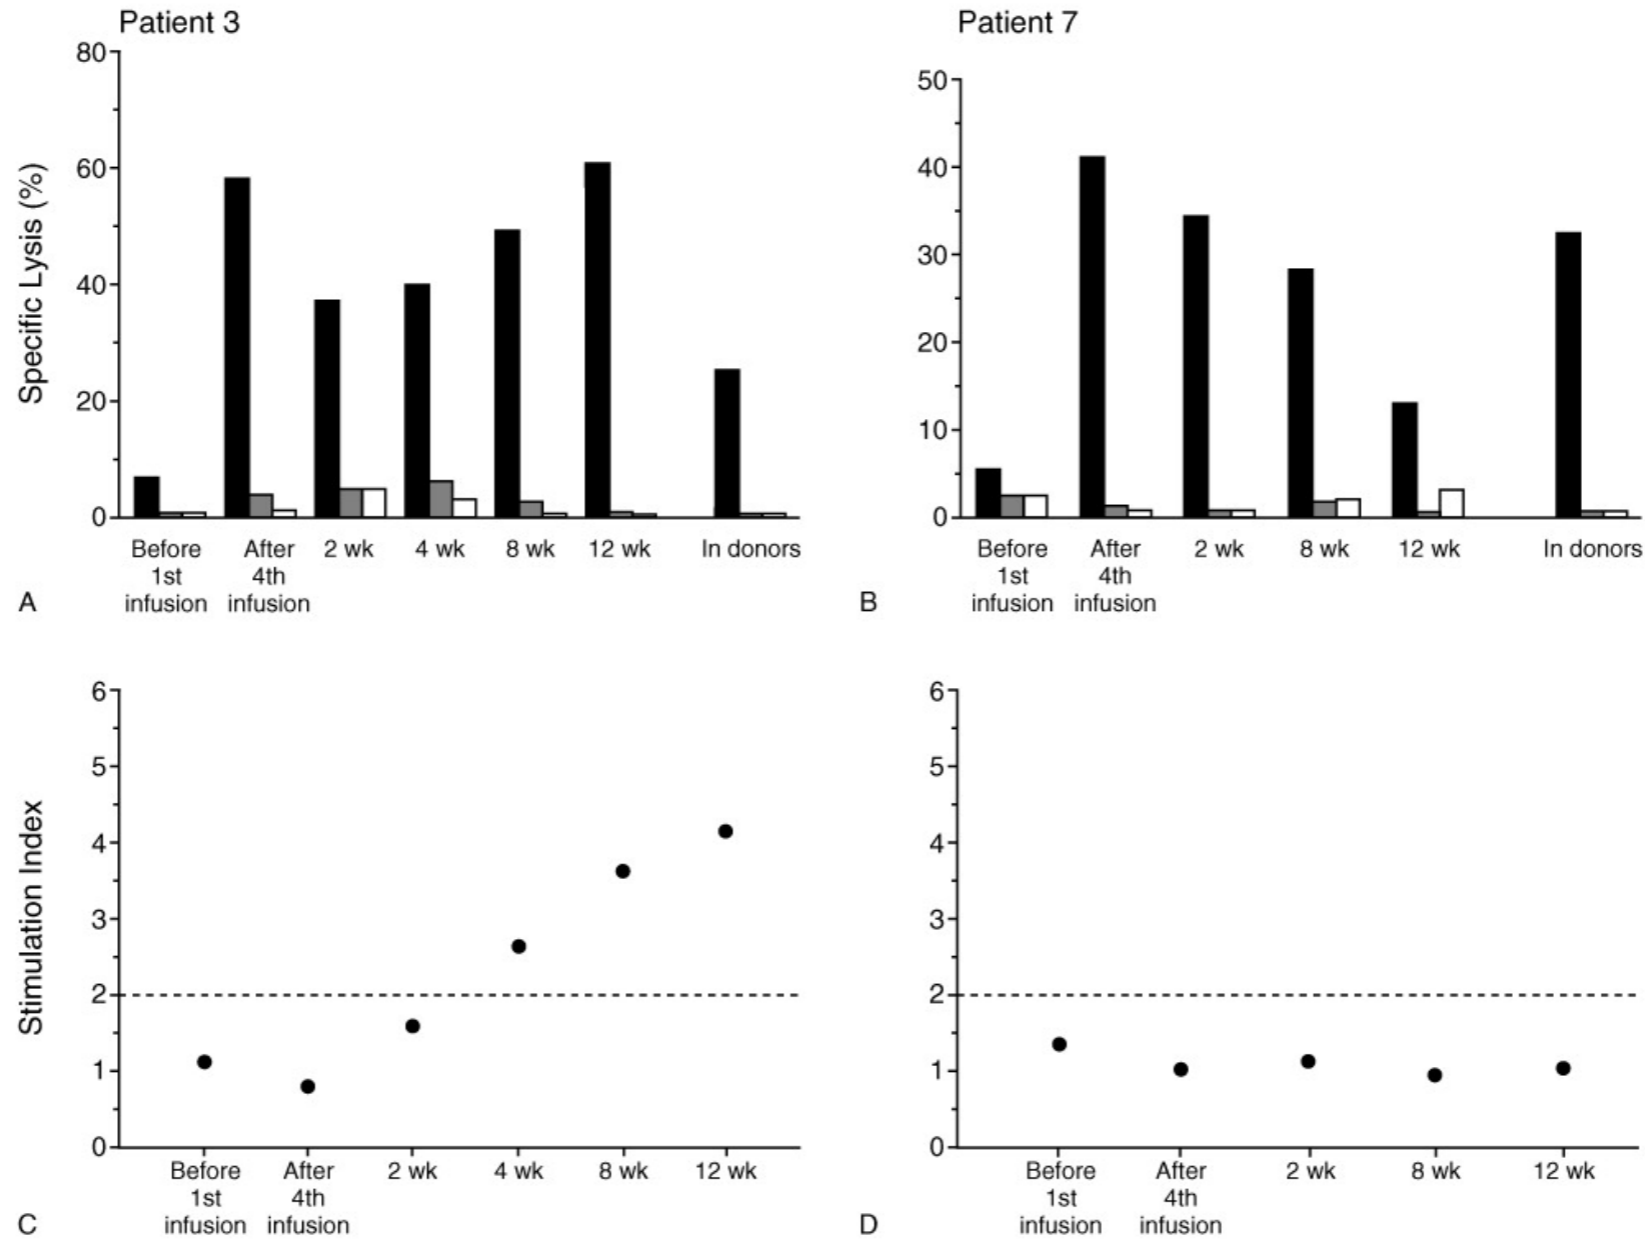 Patient 3
80
60
40
20
0
Specific Lysis (%)
Before 1st infusion
After 4th infusion
2 wk
4 wk
8 wk
12 wk
In donors
A
Patient 7
50
40
30
20
10
0
Before 1st infusion
After 4th infusion
2 wk
8 wk
12 wk
In donors
B
6
5
4
3
2
1
0
Stimulation Index
Before 1st infusion
After 4th infusion
2 wk
4 wk
8 wk
12 wk
C
6
5
4
3
2
1
0
Before 1st infusion
After 4th infusion
2 wk
8 wk
12 wk
D